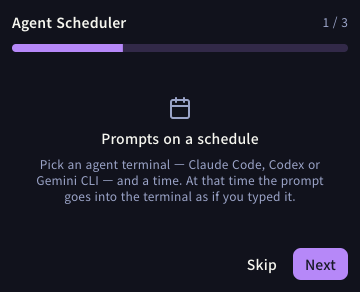 Agent Scheduler
1 / 3
Prompts on a schedule
Pick an agent terminal — Claude Code, Codex or
Gemini CLI — and a time. At that time the prompt
goes into the terminal as if you typed it.
Skip
Next